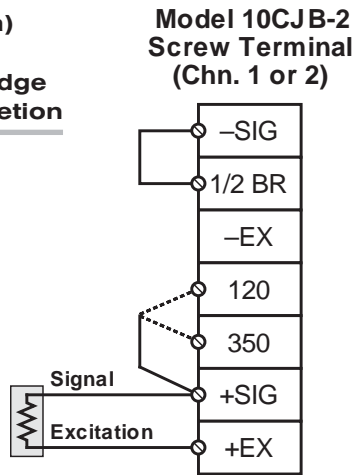 Model 10CJB-2
Screw Terminal
(Chn. 1 or 2)
–SIG
1/2 BR
–EX
120
350
+SIG
+EX
Signal
Excitation